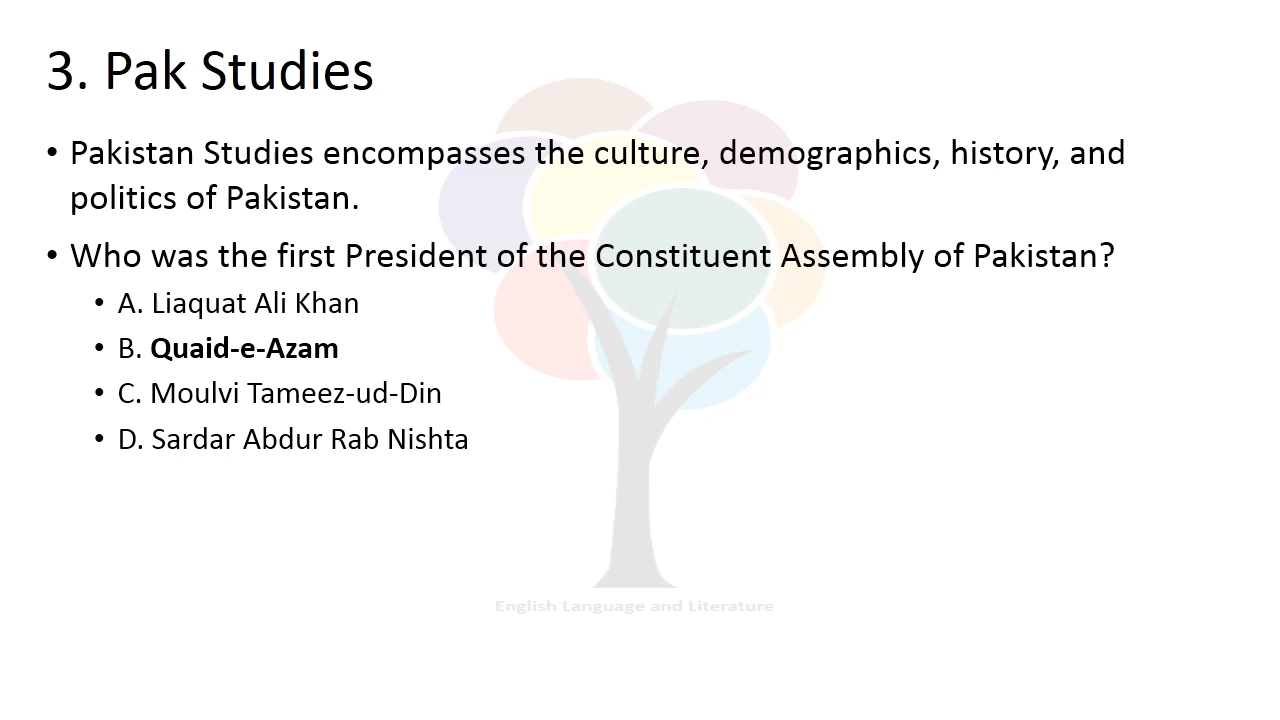 3. Pak Studies
• Pakistan Studies encompasses the culture, demographics, history, and
politics of Pakistan.
• Who was the first President of the Constituent Assembly of Pakistan?
• A. Liaquat Ali Khan
• B. Quaid-e-Azam
• C. Moulvi Tameez-ud-Din
• D. Sardar Abdur Rab Nishta
English Language and Literature